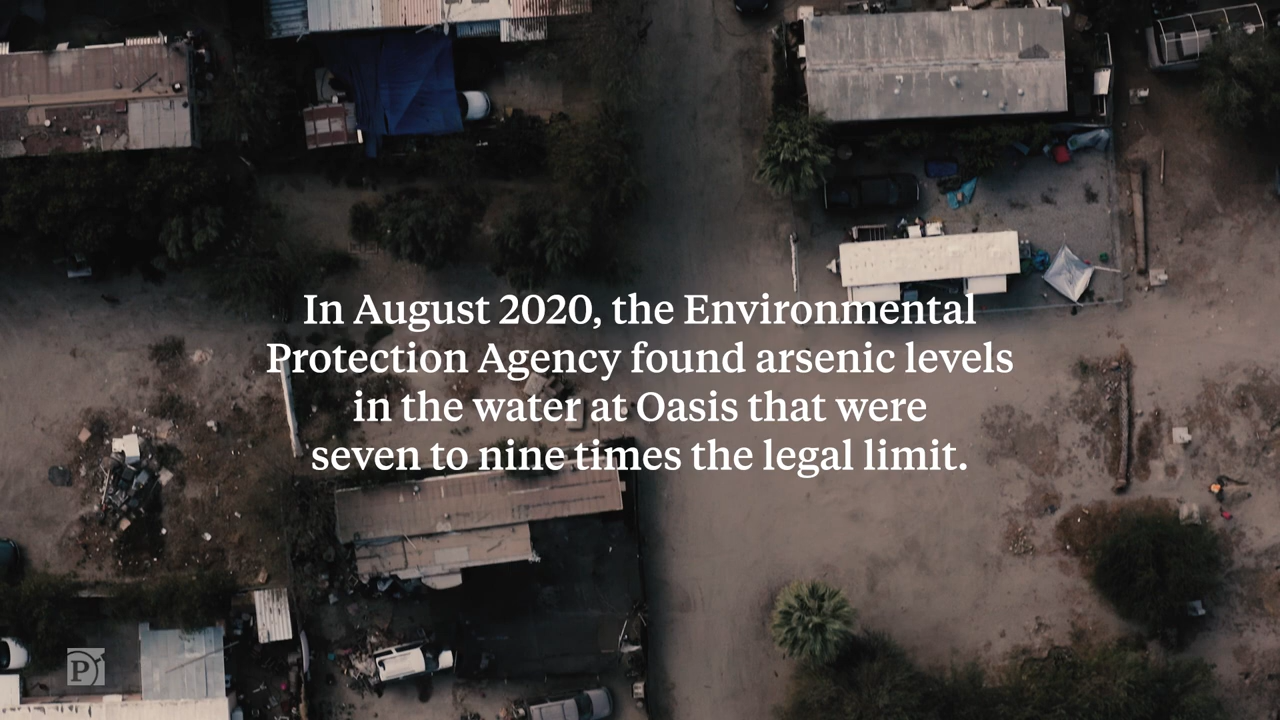 In August 2020, the Environmental
Protection Agency found arsenic levels
in the water at Oasis that were
seven to nine times the legal limit.
P